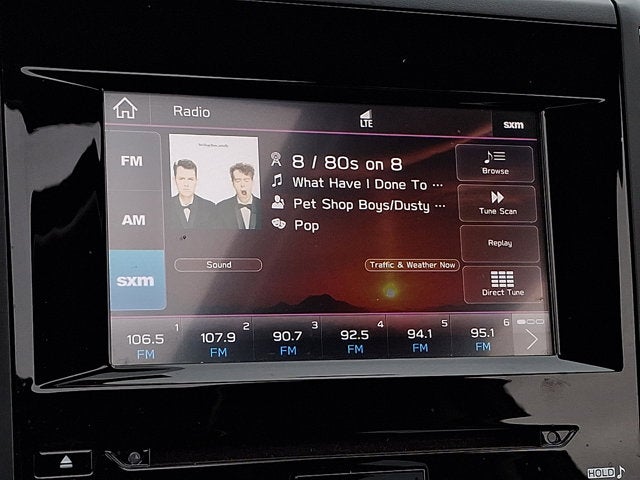 Radio
LTE
sxm
FM
8 / 80s on 8
Browse
What Have I Done To ···
AM
Pet Shop Boys/Dusty ···
Tune Scan
Pop
Replay
sxm
Sound
Traffic & Weather Now
Direct Tune
1 2 3 4 5 6
106.5 107.9 90.7 92.5 94.1 95.1
FM FM FM FM FM FM
HOLD